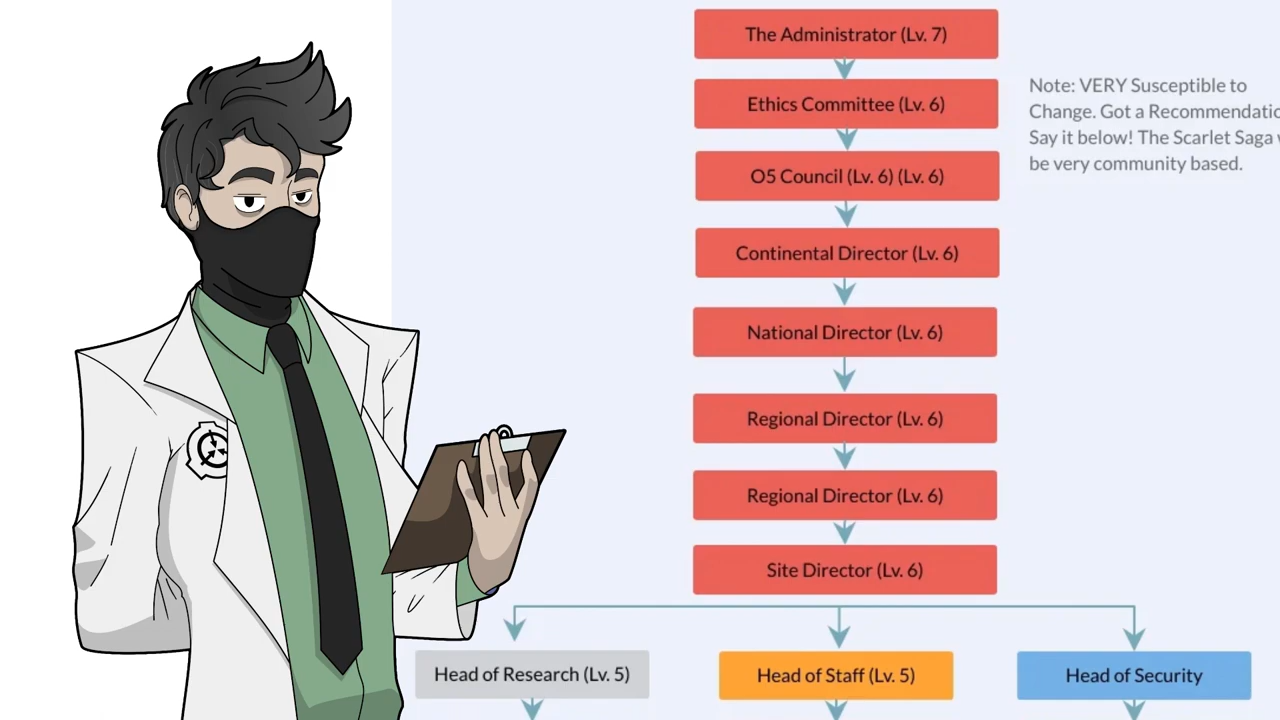 The Administrator (Lv. 7)
Ethics Committee (Lv. 6)
Note: VERY Susceptible to
Change. Got a
Say it below! The Scarlet Saga
be very community based.
O5 Council (Lv. 6) (Lv. 6)
Continental Director (Lv. 6)
National Director (Lv. 6)
Regional Director (Lv. 6)
Regional Director (Lv. 6)
Site Director (Lv. 6)
Head of Research (Lv. 5)
Head of Staff (Lv. 5)
Head of Security